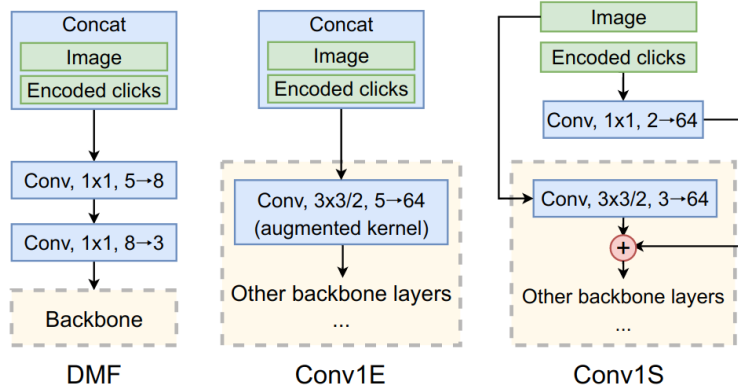 Concat
Image
Encoded clicks
Conv, 1x1, 5→8
Conv, 1x1, 8→3
Backbone
DMF
Concat
Image
Encoded clicks
Conv, 3x3/2, 5→64
(augmented kernel)
Other backbone layers
...
Conv1E
Image
Encoded clicks
Conv, 1x1, 2→64
Conv, 3x3/2, 3→64
+
Other backbone layers
...
Conv1S